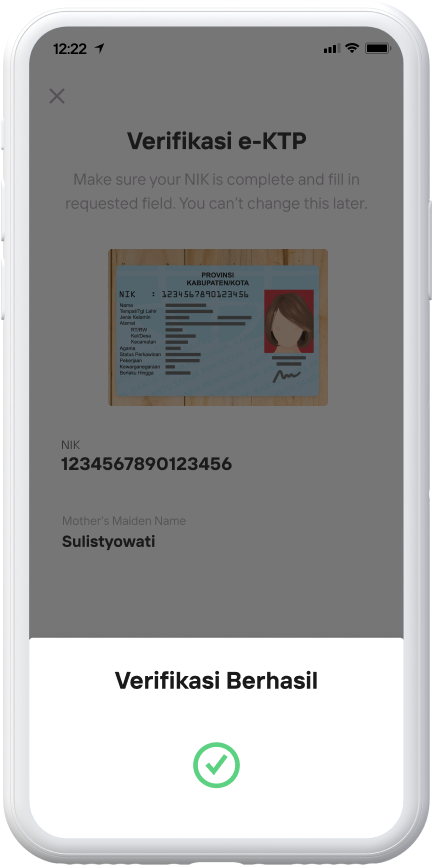 12:22
Verifikasi e-KTP
Make sure your NIK is complete and fill in
requested field. You can't change this later.
PROVINSI
KABUPATEN/KOTA
NIK : 1234567890123456
Nama
Tempat/Tgl Lahir
Jenis Kelamin
Alamat
RT/RW
Kel/Desa
Kecamatan
Agama
Status Perkawinan
Pekerjaan
Kewarganegaraan
Berlaku Hingga
NIK
1234567890123456
Mother's Maiden Name
Sulistyowati
Verifikasi Berhasil